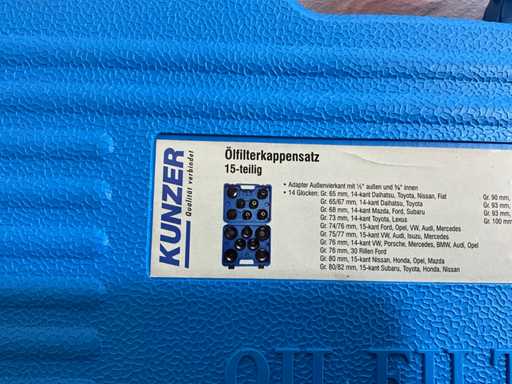 KUNZER
Qualität verbindet
Ölfilterkappensatz
15-teilig
• Adapter Außenvierkant mit ½" außen und ⅜" innen
• 14 Glocken: Gr. 65 mm, 14-kant Daihatsu, Toyota, Nissan, Fiat
Gr. 65/67 mm, 14-kant Daihatsu, Toyota
Gr. 68 mm, 14-kant Mazda, Ford, Subaru
Gr. 73 mm, 14-kant Toyota, Lexus
Gr. 74/76 mm, 15-kant Ford, Opel, VW, Audi, Mercedes
Gr. 75/77 mm, 15-kant VW, Audi, Isuzu, Mercedes
Gr. 76 mm, 14-kant VW, Porsche, Mercedes, BMW, Audi, Opel
Gr. 76 mm, 30 Rillen Ford
Gr. 80 mm, 15-kant Nissan, Honda, Opel, Mazda
Gr. 80/82 mm, 15-kant Subaru, Toyota, Honda, Nissan
Gr. 90 mm,
Gr. 93 mm,
Gr. 93 mm,
Gr. 100 mm
OIL FILT